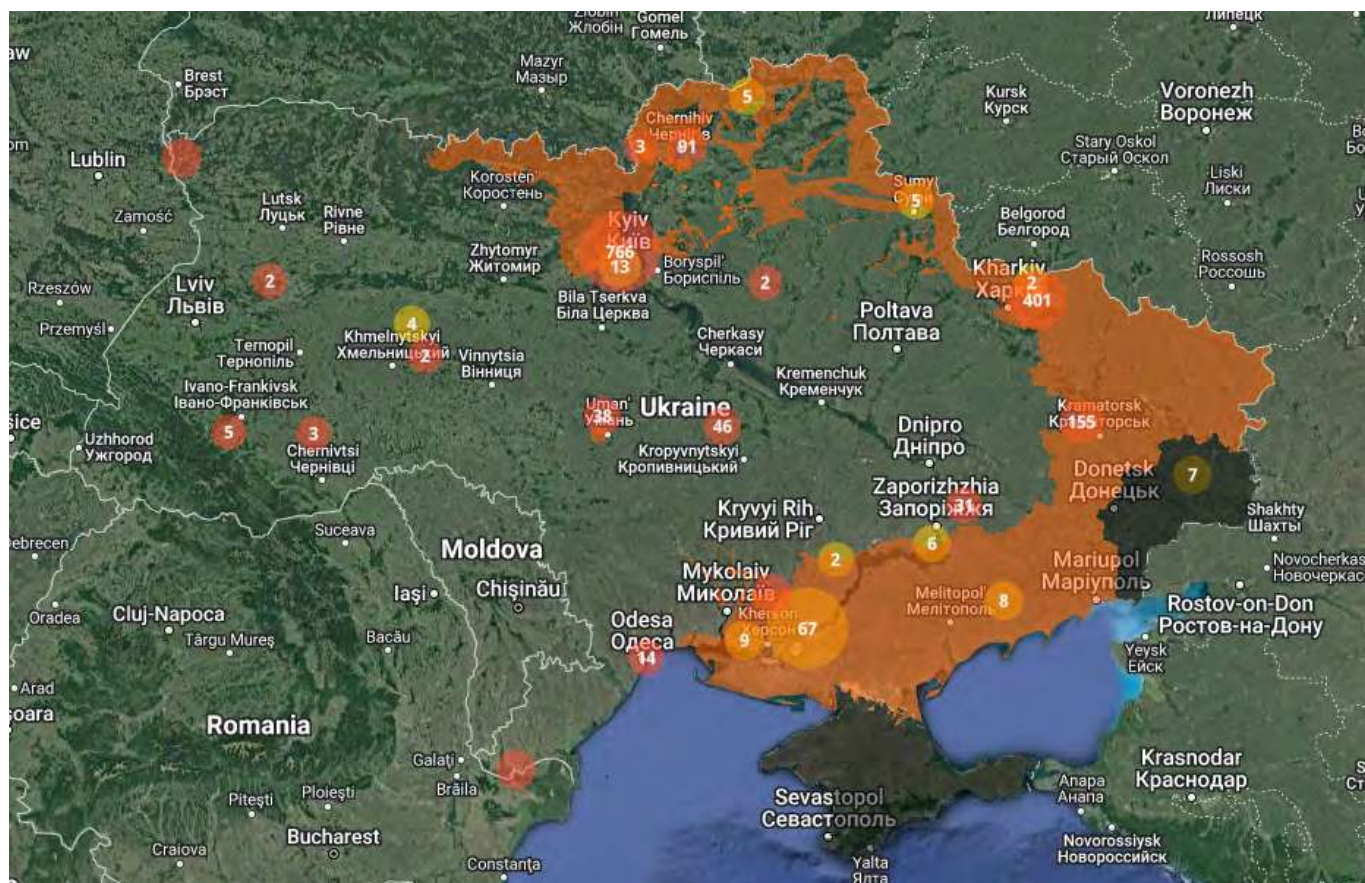 Gomel
Гомель
Жлобін
Липецк
Mazyr
Мазыр
Brest
Брэст
Kursk
Курск
Voronezh
Воронеж
5
Chernihiv
3
91
Stary Oskol
Старый Оскол
Lublin
Korosten'
Коростень
Liski
Лиски
Sumy
5
Lutsk
Луцьк
Rivne
Рівне
Zamość
Belgorod
Белгород
Kyiv
Київ
766
13
Zhytomyr
Житомир
Boryspil'
Бориспіль
Rossosh
Россошь
Kharkiv
2
401
2
Lviv
Львів
Rzeszów
Bila Tserkva
Біла Церква
Poltava
Полтава
Przemyśl
4
Khmelnytskyi
Хмельницький
2
Ternopil
Тернопіль
Vinnytsia
Вінниця
Cherkasy
Черкаси
Kremenchuk
Кременчук
Ivano-Frankivsk
Івано-Франківськ
5
3
Chernivtsi
Чернівці
Uzhhorod
Ужгород
Uman'
38
Ukraine
46
Kropyvnytskyi
Кропивницький
Kramatorsk
155
Dnipro
Дніпро
Donetsk
Донецьк
7
Zaporizhzhia
Запоріжжя
31
Kryvyi Rih
Кривий Ріг
Shakhty
Шахты
Suceava
Moldova
Chișinău
Iași
6
2
Mykolaiv
Миколаїв
Mariupol
Маріуполь
Melitopol'
Мелітополь
8
Oradea
Cluj-Napoca
Târgu Mureș
Bacău
Rostov-on-Don
Ростов-на-Дону
Odesa
Одеса
14
Kherson
Херсон
9
67
Yeysk
Ейск
Arad
Romania
Galați
Brăila
Krasnodar
Краснодар
Anapa
Анапа
Pitești
Ploiești
Sevastopol
Севастополь
Bucharest
Novorossiysk
Новороссийск
Craiova
Constanța
Yalta
Ялта